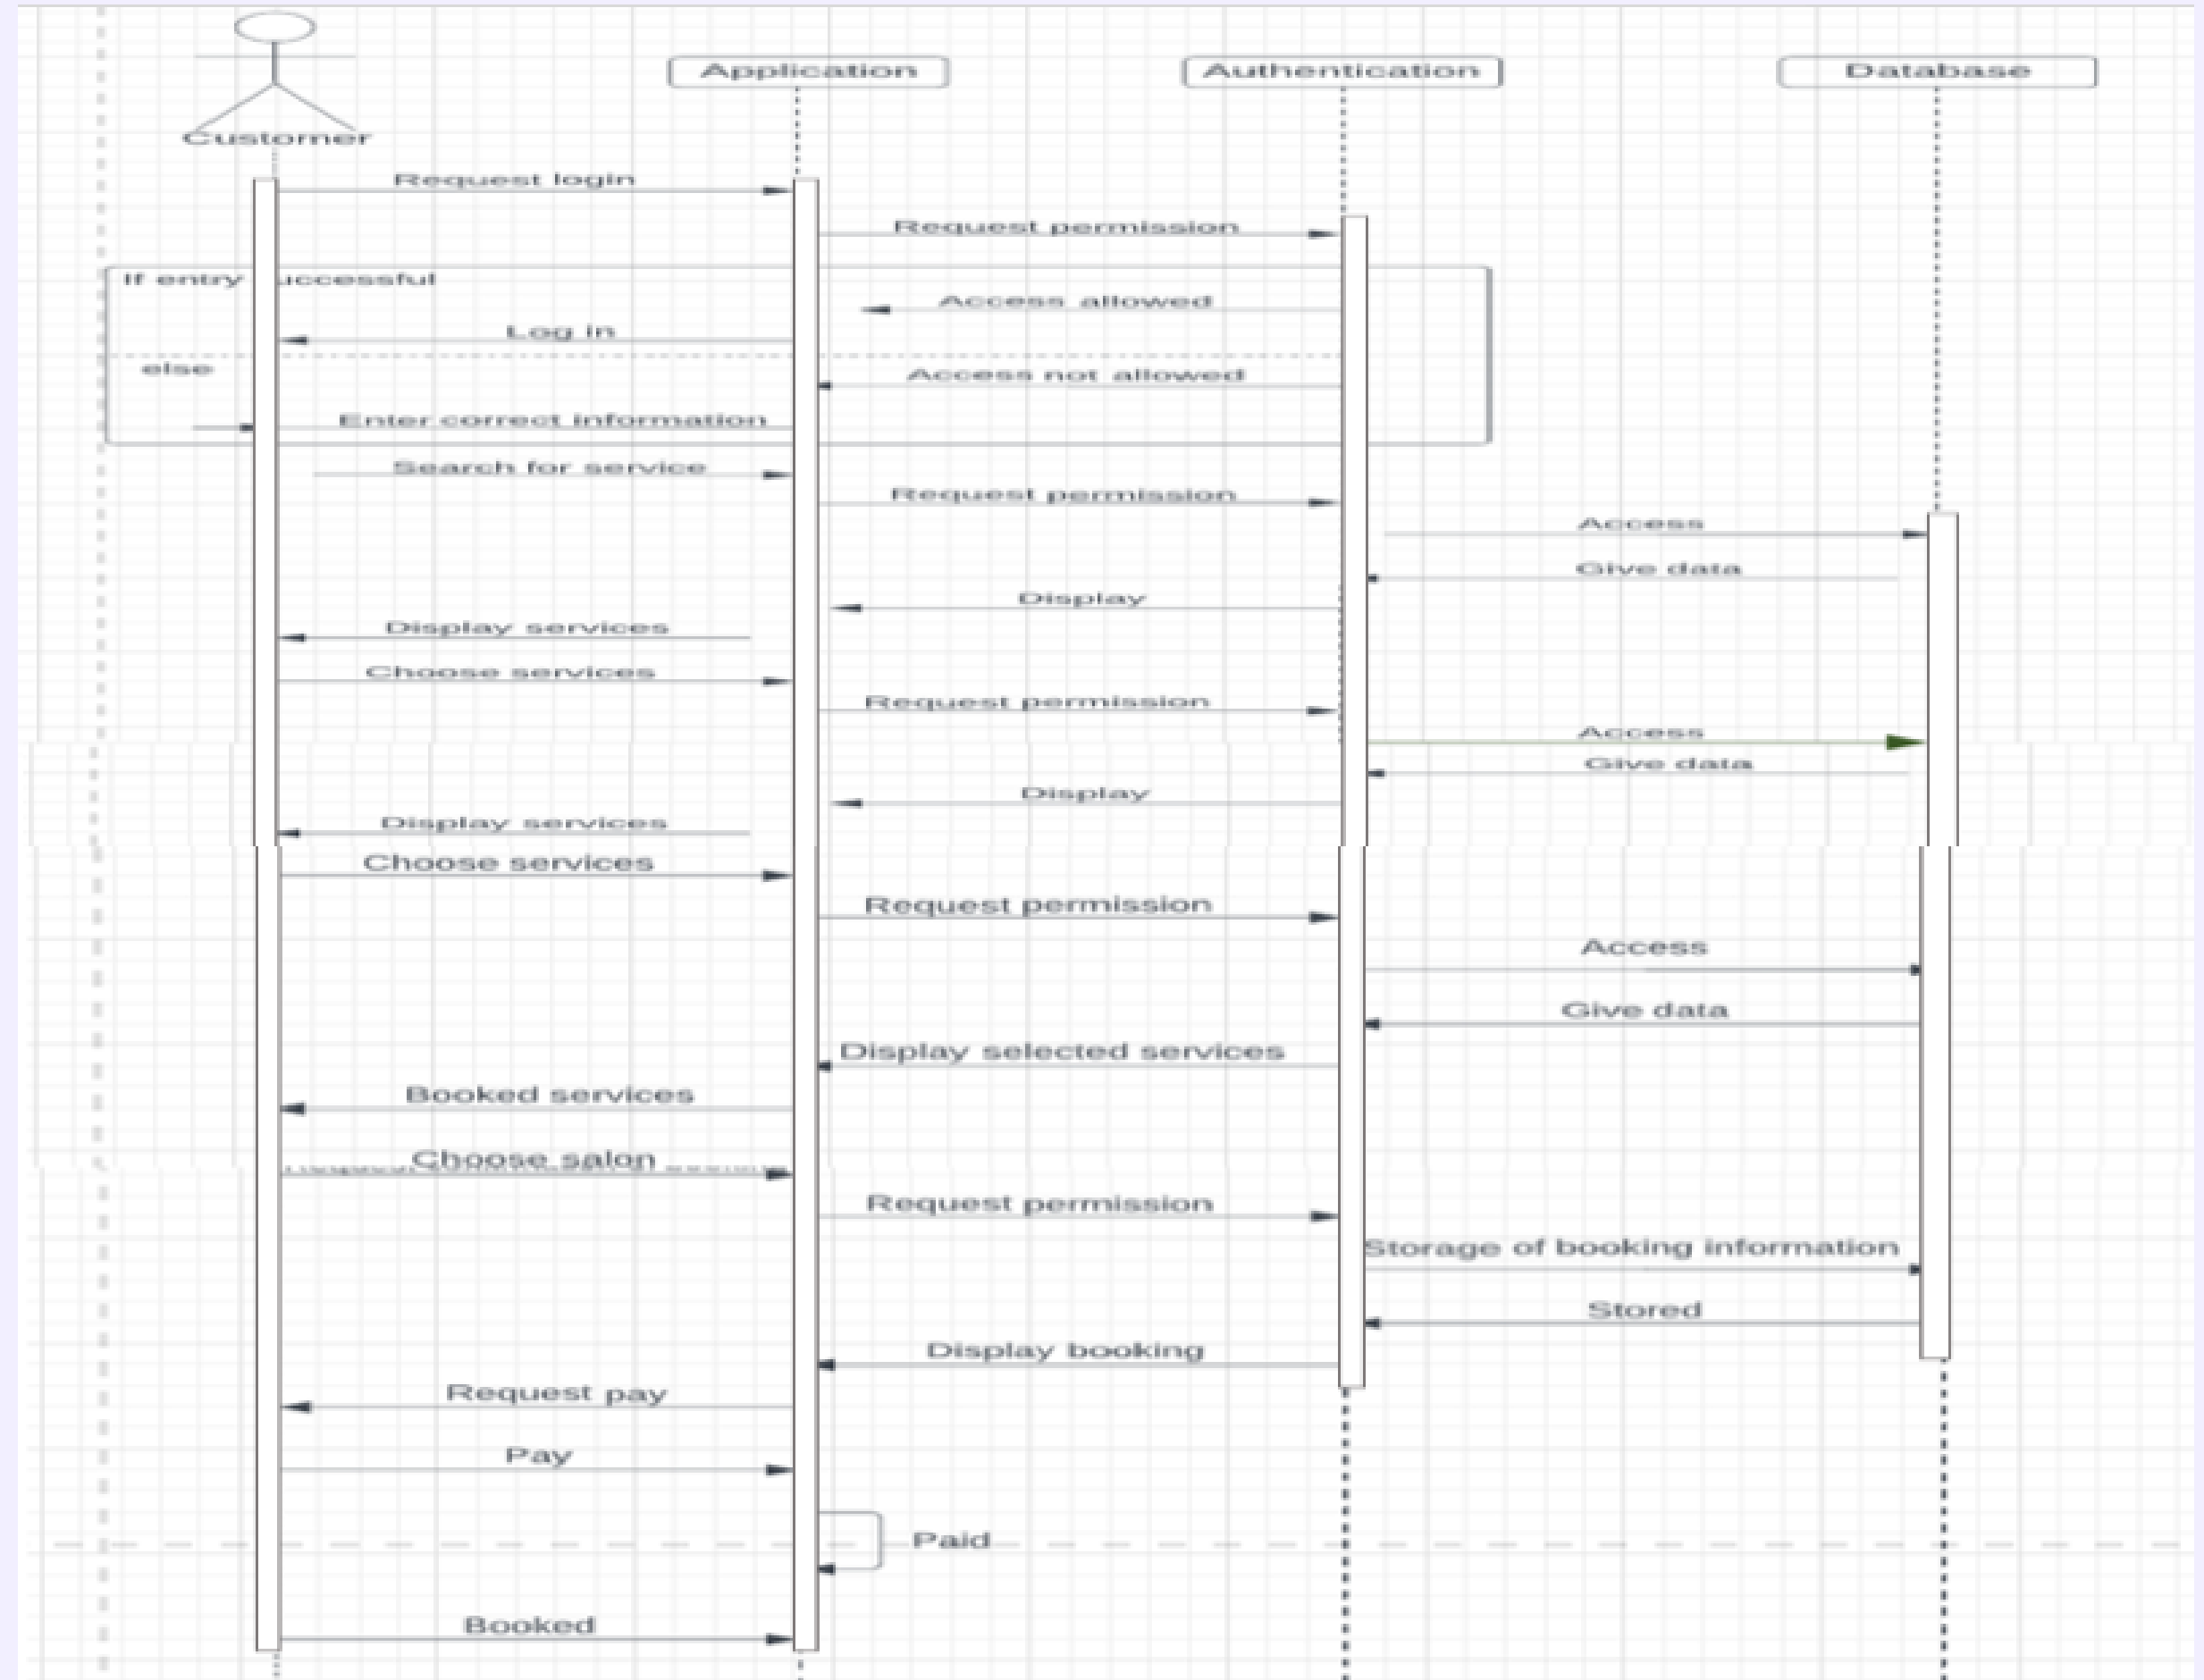 Application
Authentication
Database
Customer
Request login
Request permission
If entry uccessful
Access allowed
Log in
else
Access not allowed
Enter correct information
Search for service
Request permission
Access
Give data
Display
Display services
Choose services
Request permission
Access
Give data
Display
Display services
Choose services
Request permission
Access
Give data
Display selected services
Booked services
Choose salon
Request permission
Storage of booking information
Stored
Display booking
Request pay
Pay
Paid
Booked